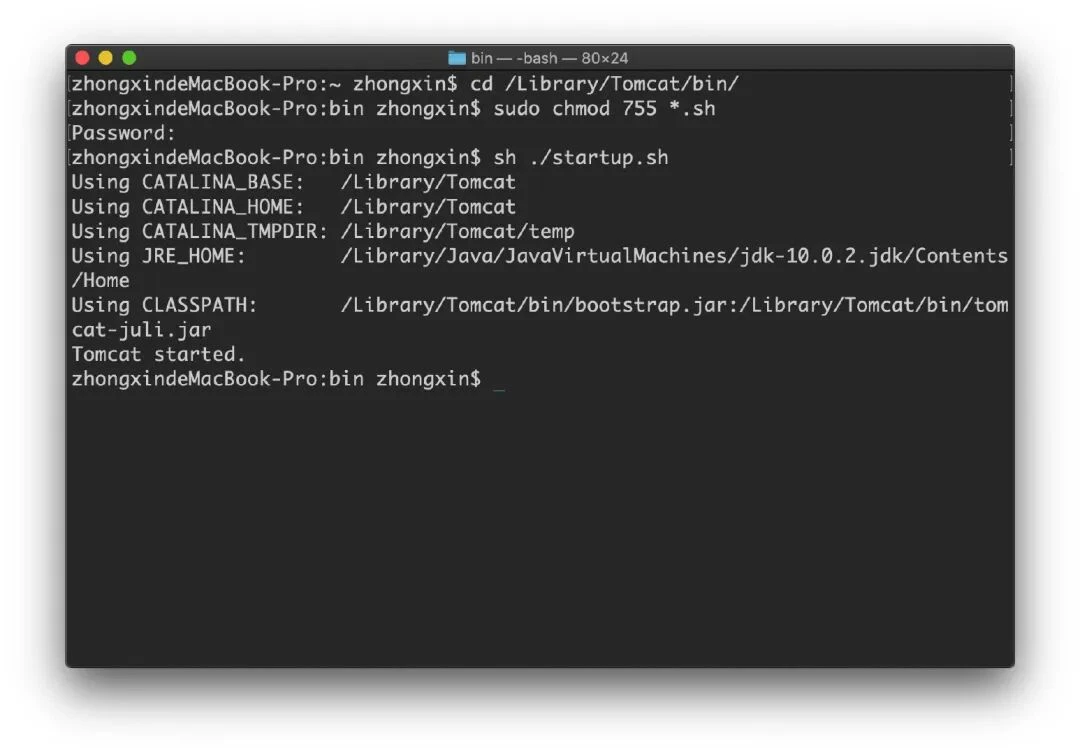 bin — -bash — 80×24
[zhongxindeMacBook-Pro:~ zhongxin$ cd /Library/Tomcat/bin/ ]
[zhongxindeMacBook-Pro:bin zhongxin$ sudo chmod 755 *.sh ]
[Password: ]
[zhongxindeMacBook-Pro:bin zhongxin$ sh ./startup.sh ]
Using CATALINA_BASE:   /Library/Tomcat
Using CATALINA_HOME:   /Library/Tomcat
Using CATALINA_TMPDIR: /Library/Tomcat/temp
Using JRE_HOME:        /Library/Java/JavaVirtualMachines/jdk-10.0.2.jdk/Contents
/Home
Using CLASSPATH:       /Library/Tomcat/bin/bootstrap.jar:/Library/Tomcat/bin/tom
cat-juli.jar
Tomcat started.
zhongxindeMacBook-Pro:bin zhongxin$ _